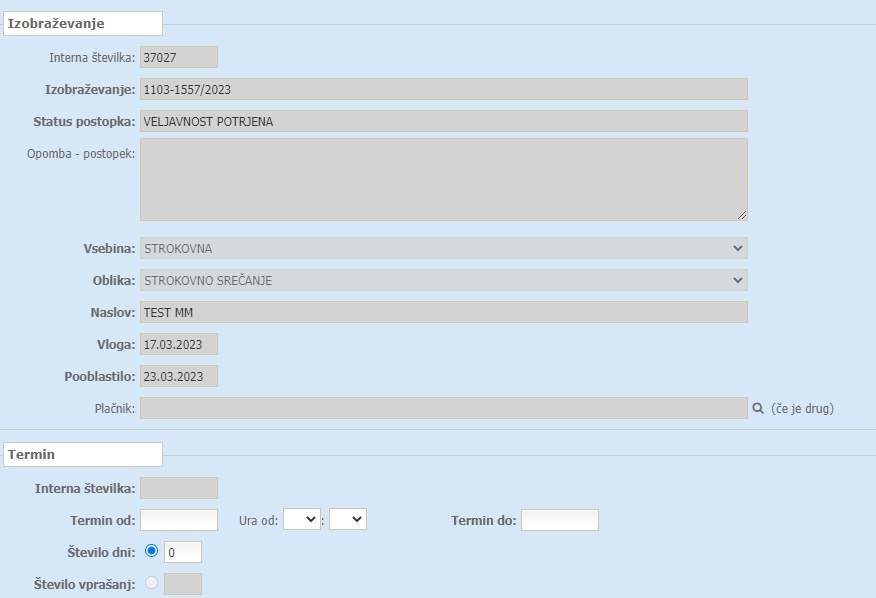 Izobraževanje
Interna številka: 37027
Izobraževanje: 1103-1557/2023
Status postopka: VELJAVNOST POTRJENA
Opomba - postopek:
Vsebina: STROKOVNA
Oblika: STROKOVNO SREČANJE
Naslov: TEST MM
Vloga: 17.03.2023
Pooblastilo: 23.03.2023
Plačnik: (če je drug)
Termin
Interna številka:
Termin od: Ura od: : Termin do:
Število dni: 0
Število vprašanj: